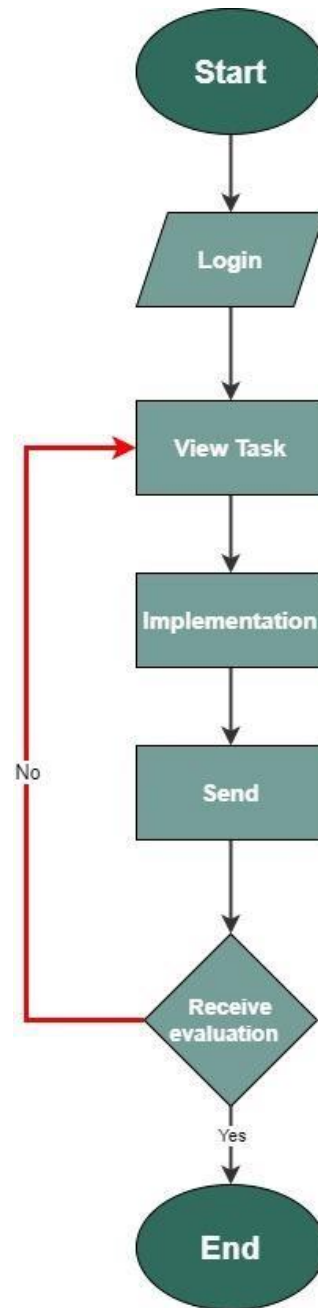 Start
Login
View Task
Implementation
Send
No
Receive
evaluation
Yes
End